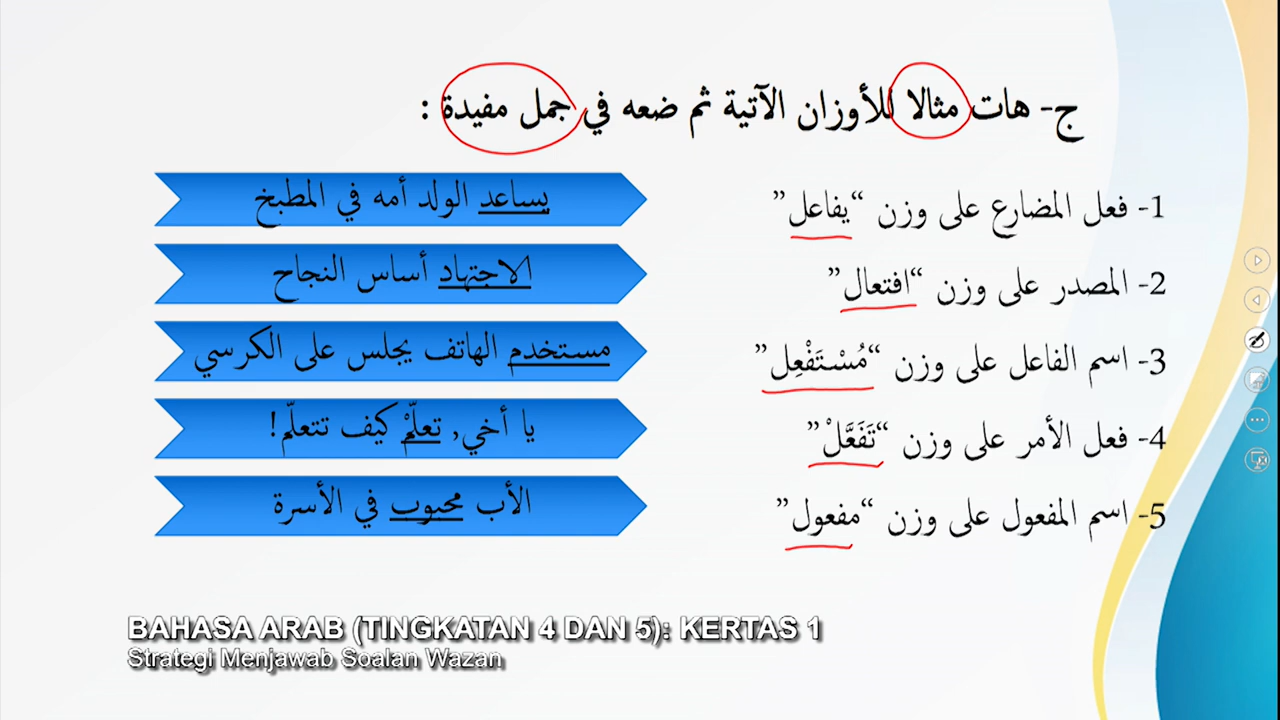 ج- هات مثالا للأوزان الآتية ثم ضعه في جمل مفيدة :
1- فعل المضارع على وزن “يفاعل”
يساعد الولد أمه في المطبخ
2- المصدر على وزن “افتعال”
الاجتهاد أساس النجاح
3- اسم الفاعل على وزن “مُسْتَفْعِل”
مستخدم الهاتف يجلس على الكرسي
4- فعل الأمر على وزن “تَفَعَّلْ”
يا أخي, تعلّمْ كيف تتعلّم!
5- اسم المفعول على وزن “مفعول”
الأب محبوب في الأسرة
BAHASA ARAB (TINGKATAN 4 DAN 5): KERTAS 1
Strategi Menjawab Soalan Wazan